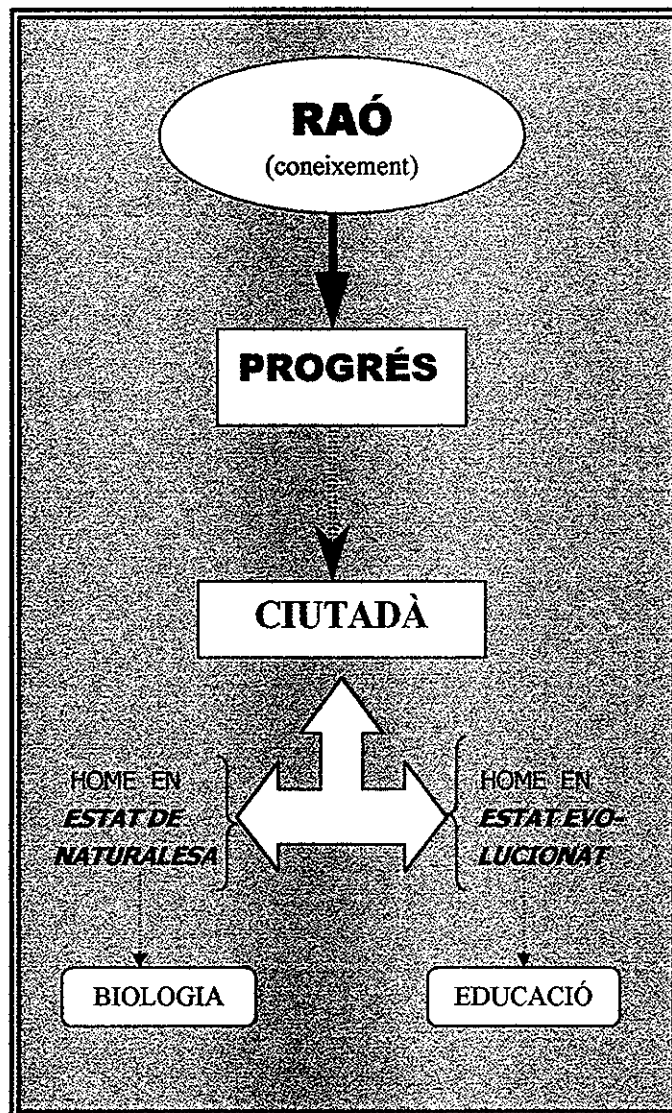 RAÓ
(coneixement)
PROGRÉS
CIUTADÀ
HOME EN
ESTAT DE
NATURALESA
HOME EN
ESTAT EVO-
LUCIONAT
BIOLOGIA
EDUCACIÓ